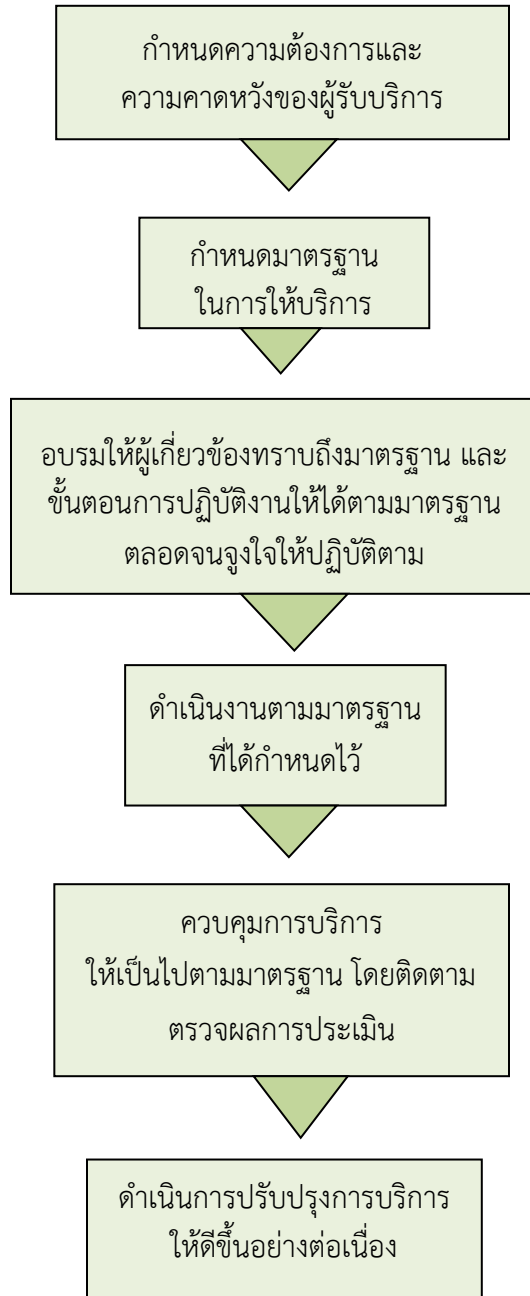 กำหนดความต้องการและ
ความคาดหวังของผู้รับบริการ
กำหนดมาตรฐาน
ในการให้บริการ
อบรมให้ผู้เกี่ยวข้องทราบถึงมาตรฐาน และ
ขั้นตอนการปฏิบัติงานให้ได้ตามมาตรฐาน
ตลอดจนจูงใจให้ปฏิบัติตาม
ดำเนินงานตามมาตรฐาน
ที่ได้กำหนดไว้
ควบคุมการบริการ
ให้เป็นไปตามมาตรฐาน โดยติดตาม
ตรวจผลการประเมิน
ดำเนินการปรับปรุงการบริการ
ให้ดีขึ้นอย่างต่อเนื่อง